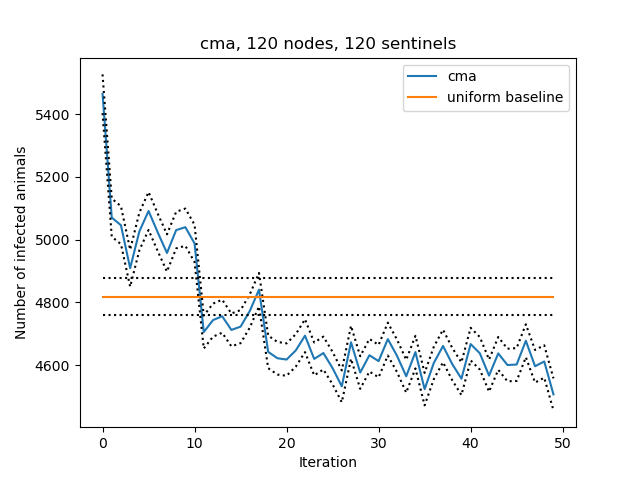 cma, 120 nodes, 120 sentinels
cma
uniform baseline
5400
5200
5000
4800
4600
Number of infected animals
0 10 20 30 40 50
Iteration